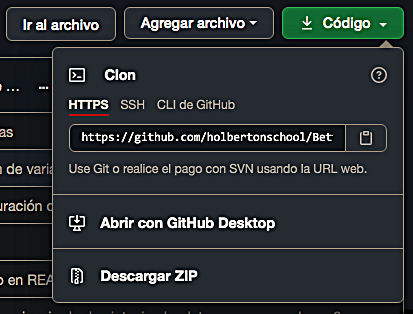 Ir al archivo
Agregar archivo
Código
...
Clon
as
HTTPS SSH CLI de GitHub
https://github.com/holbertonschool/Bet
n de varia
Use Git o realice el pago con SVN usando la URL web.
uración c
Abrir con GitHub Desktop
o en REA
Descargar ZIP